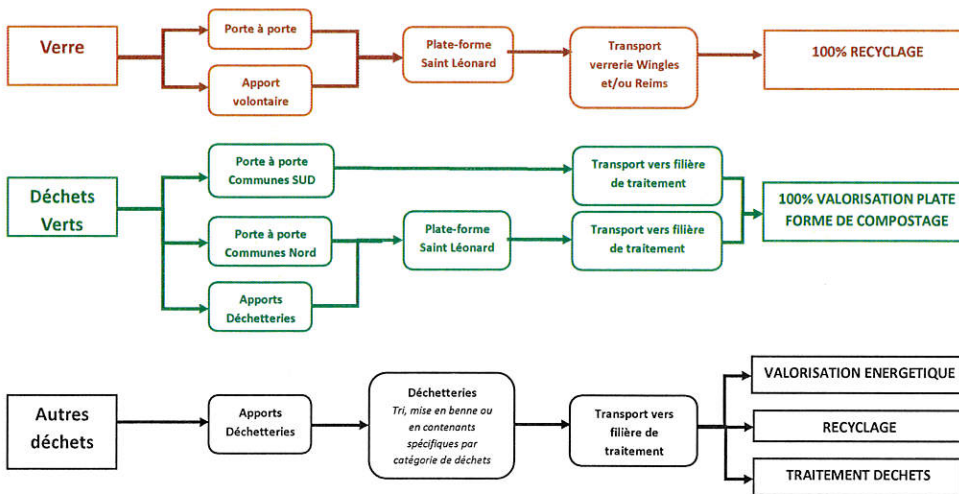 Verre
Porte à porte
Apport
volontaire
Plate-forme
Saint Léonard
Transport
verrerie Wingles
et/ou Reims
100% RECYCLAGE
Déchets
Verts
Porte à porte
Communes SUD
Porte à porte
Communes Nord
Apports
Déchetteries
Plate-forme
Saint Léonard
Transport vers filière
de traitement
Transport vers filière
de traitement
100% VALORISATION PLATE
FORME DE COMPOSTAGE
Autres
déchets
Apports
Déchetteries
Déchetteries
Tri, mise en benne ou
en contenants
spécifiques par
catégorie de déchets
Transport vers
filière de
traitement
VALORISATION ENERGETIQUE
RECYCLAGE
TRAITEMENT DECHETS